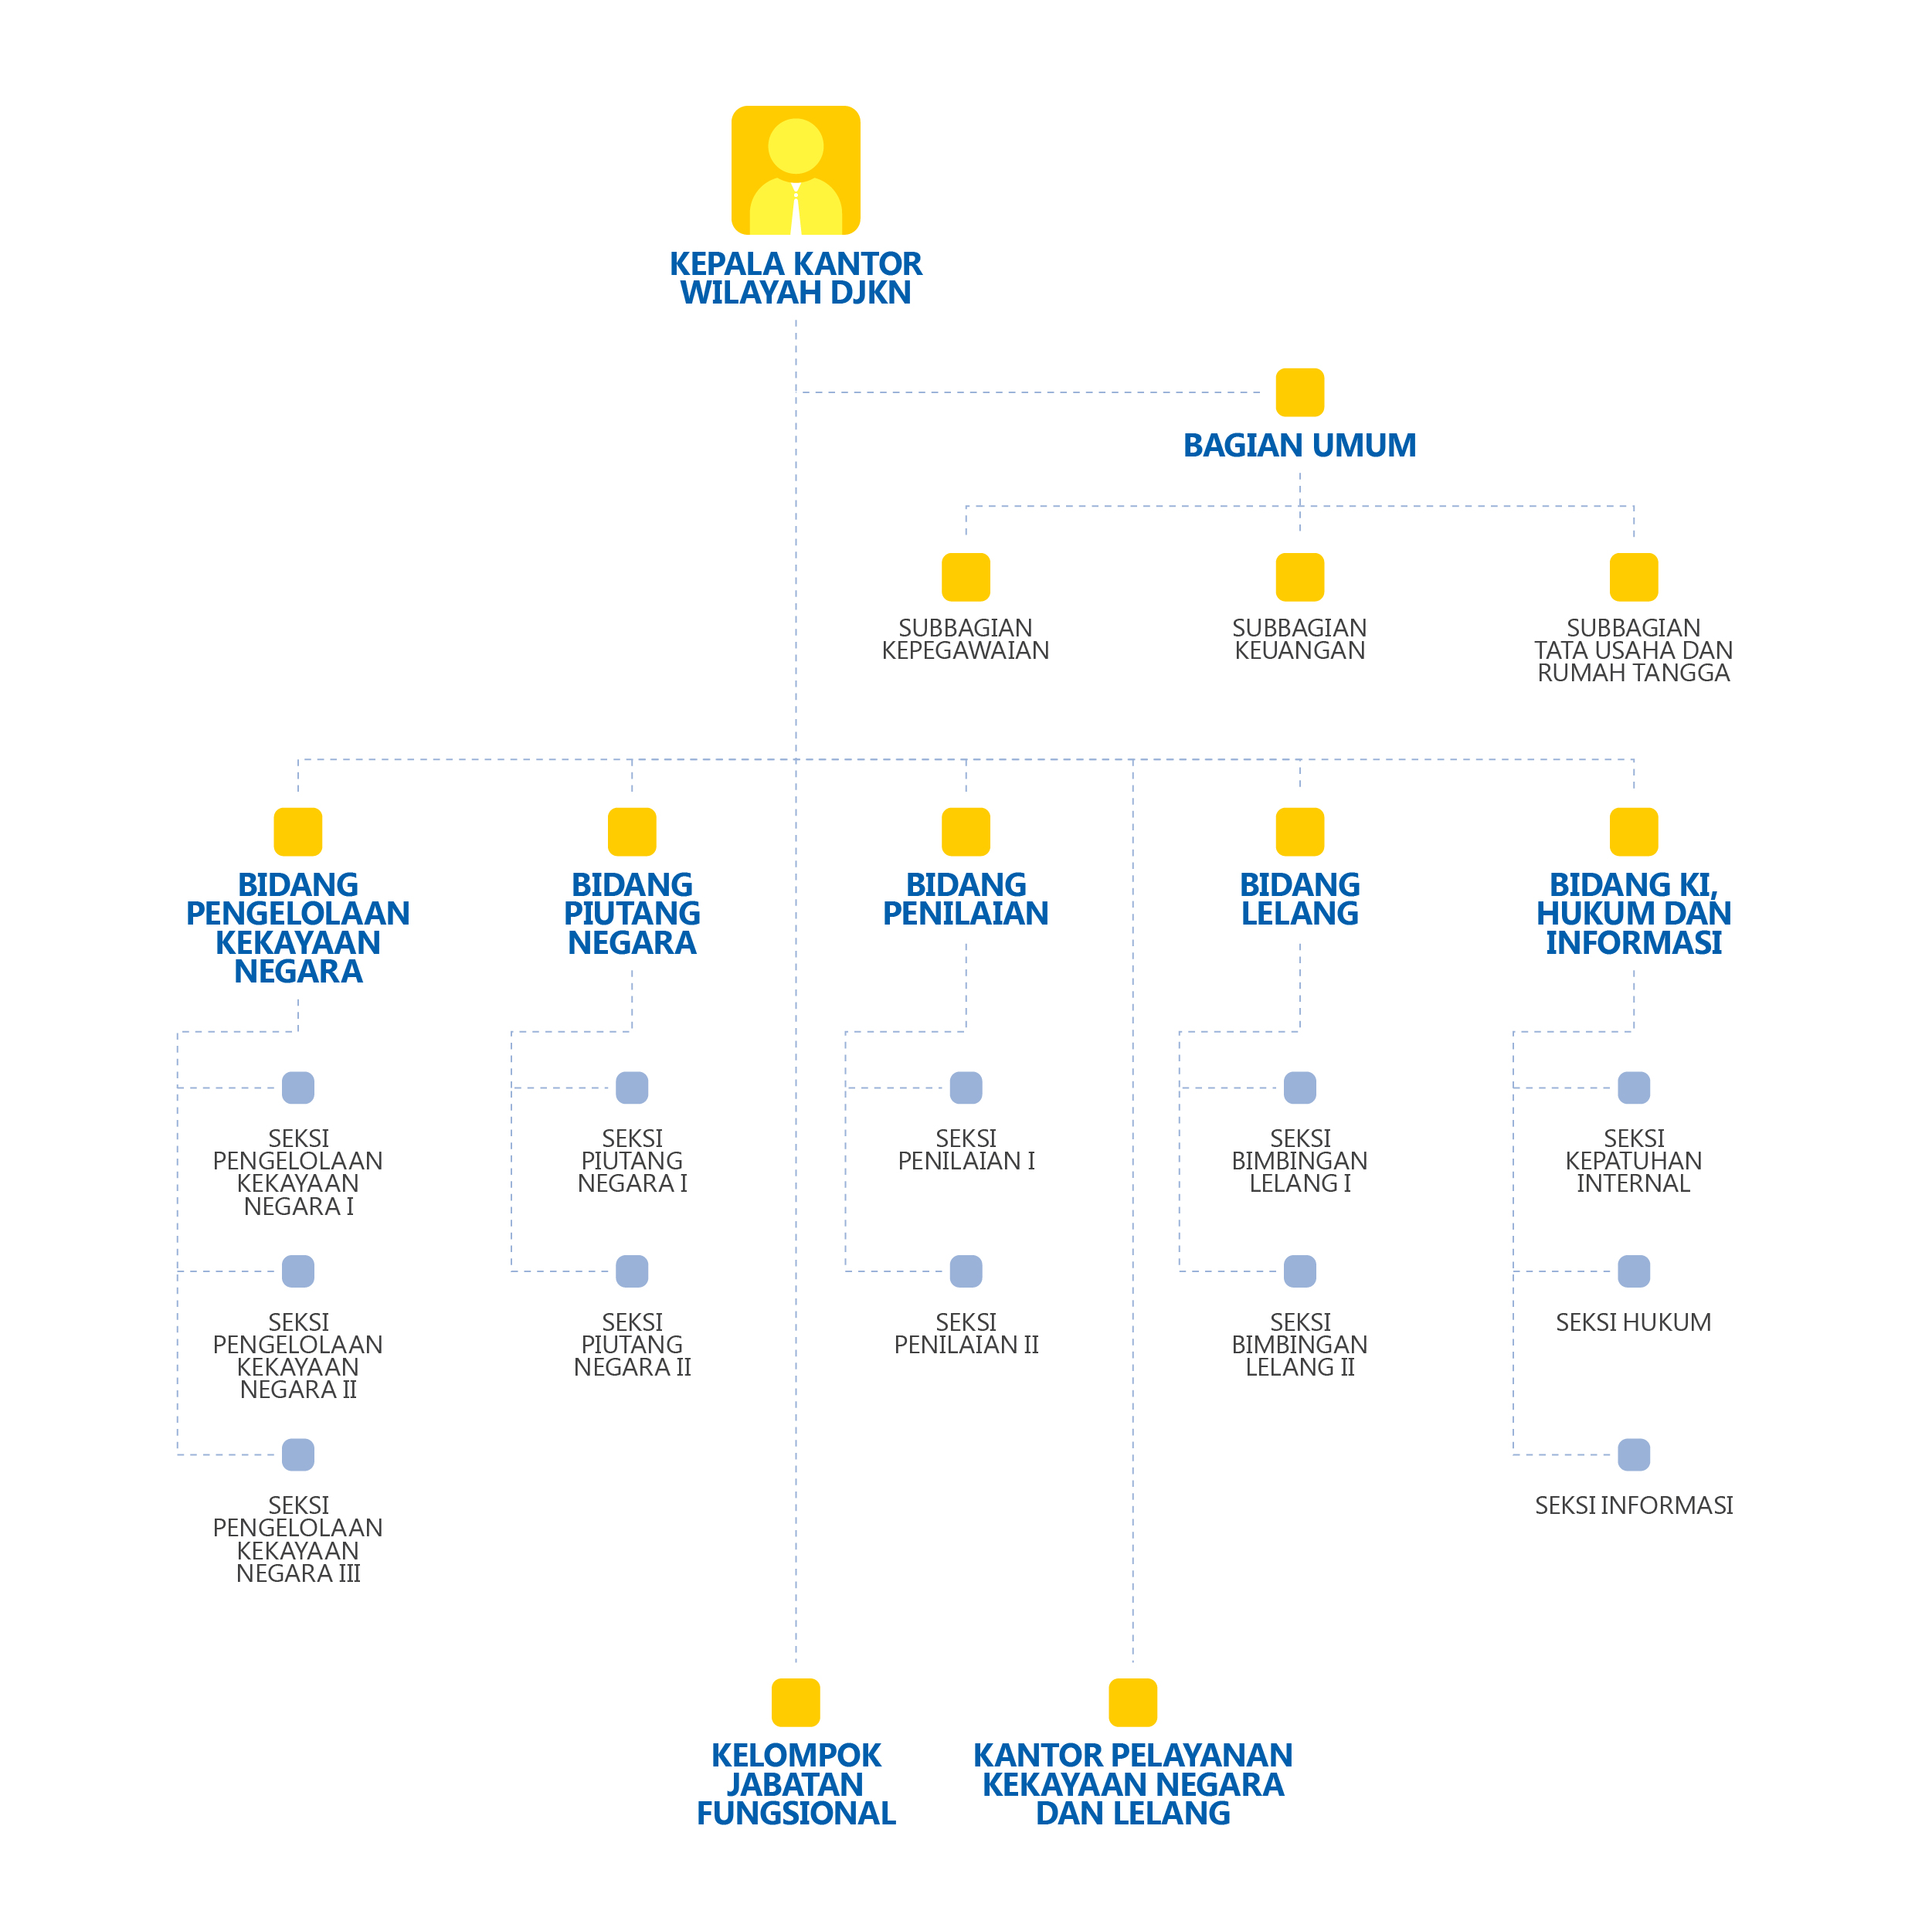 KEPALA KANTOR
WILAYAH DJKN
BAGIAN UMUM
SUBBAGIAN
KEPEGAWAIAN
SUBBAGIAN
KEUANGAN
SUBBAGIAN
TATA USAHA DAN
RUMAH TANGGA
BIDANG
PENGELOLAAN
KEKAYAAN
NEGARA
BIDANG
PIUTANG
NEGARA
BIDANG
PENILAIAN
BIDANG
LELANG
BIDANG KI,
HUKUM DAN
INFORMASI
SEKSI
PENGELOLAAN
KEKAYAAN
NEGARA I
SEKSI
PIUTANG
NEGARA I
SEKSI
PENILAIAN I
SEKSI
BIMBINGAN
LELANG I
SEKSI
KEPATUHAN
INTERNAL
SEKSI
PENGELOLAAN
KEKAYAAN
NEGARA II
SEKSI
PIUTANG
NEGARA II
SEKSI
PENILAIAN II
SEKSI
BIMBINGAN
LELANG II
SEKSI HUKUM
SEKSI
PENGELOLAAN
KEKAYAAN
NEGARA III
SEKSI INFORMASI
KELOMPOK
JABATAN
FUNGSIONAL
KANTOR PELAYANAN
KEKAYAAN NEGARA
DAN LELANG